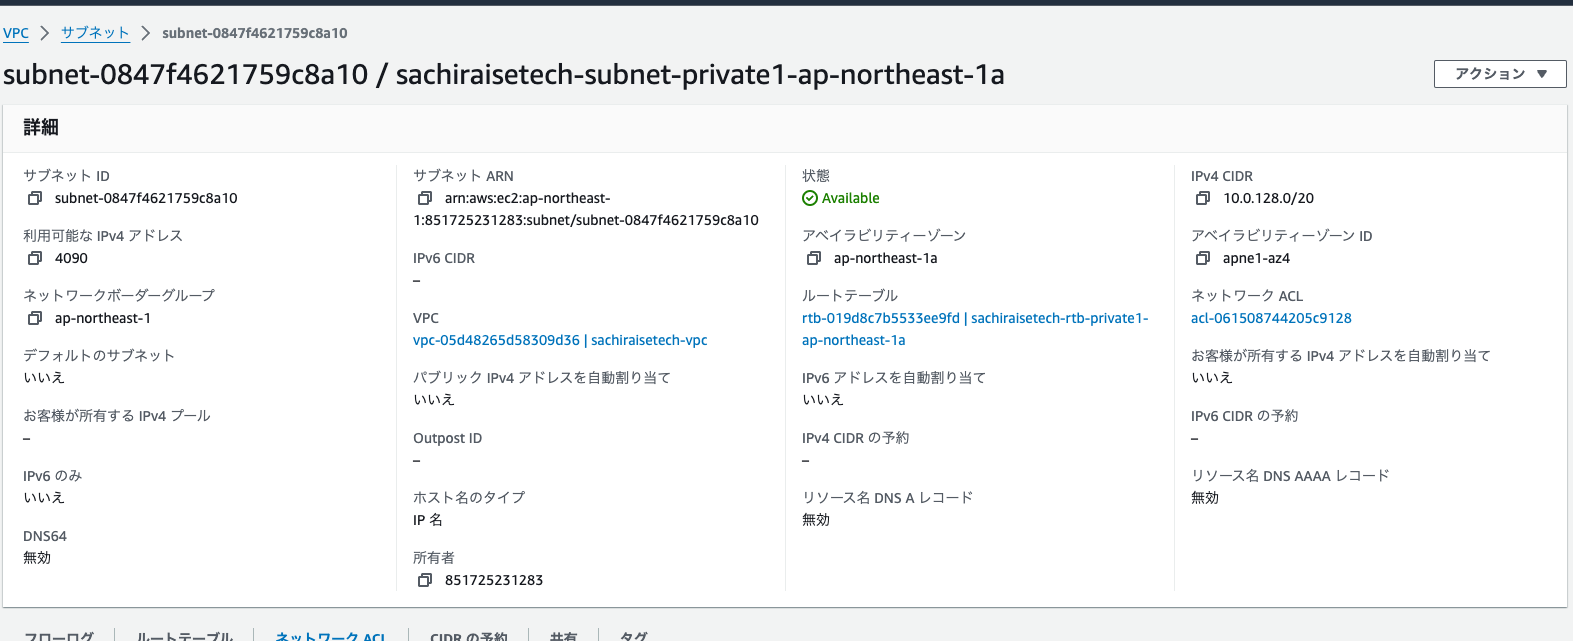 VPC > サブネット > subnet-0847f4621759c8a10
subnet-0847f4621759c8a10 / sachiraisetech-subnet-private1-ap-northeast-1a
アクション ▼
詳細
サブネット ID
subnet-0847f4621759c8a10
利用可能な IPv4 アドレス
4090
ネットワークボーダーグループ
ap-northeast-1
デフォルトのサブネット
いいえ
お客様が所有する IPv4 プール
–
IPv6 のみ
いいえ
DNS64
無効
サブネット ARN
arn:aws:ec2:ap-northeast-
1:851725231283:subnet/subnet-0847f4621759c8a10
IPv6 CIDR
–
VPC
vpc-05d48265d58309d36 | sachiraisetech-vpc
パブリック IPv4 アドレスを自動割り当て
いいえ
Outpost ID
–
ホスト名のタイプ
IP 名
所有者
851725231283
状態
Available
アベイラビリティーゾーン
ap-northeast-1a
ルートテーブル
rtb-019d8c7b5533ee9fd | sachiraisetech-rtb-private1-
ap-northeast-1a
IPv6 アドレスを自動割り当て
いいえ
IPv4 CIDR の予約
–
リソース名 DNS A レコード
無効
IPv4 CIDR
10.0.128.0/20
アベイラビリティーゾーン ID
apne1-az4
ネットワーク ACL
acl-061508744205c9128
お客様が所有する IPv4 アドレスを自動割り当て
いいえ
IPv6 CIDR の予約
–
リソース名 DNS AAAA レコード
無効
フローログ | ルートテーブル | ネットワーク ACL | CIDR の予約 | 共有 | タグ